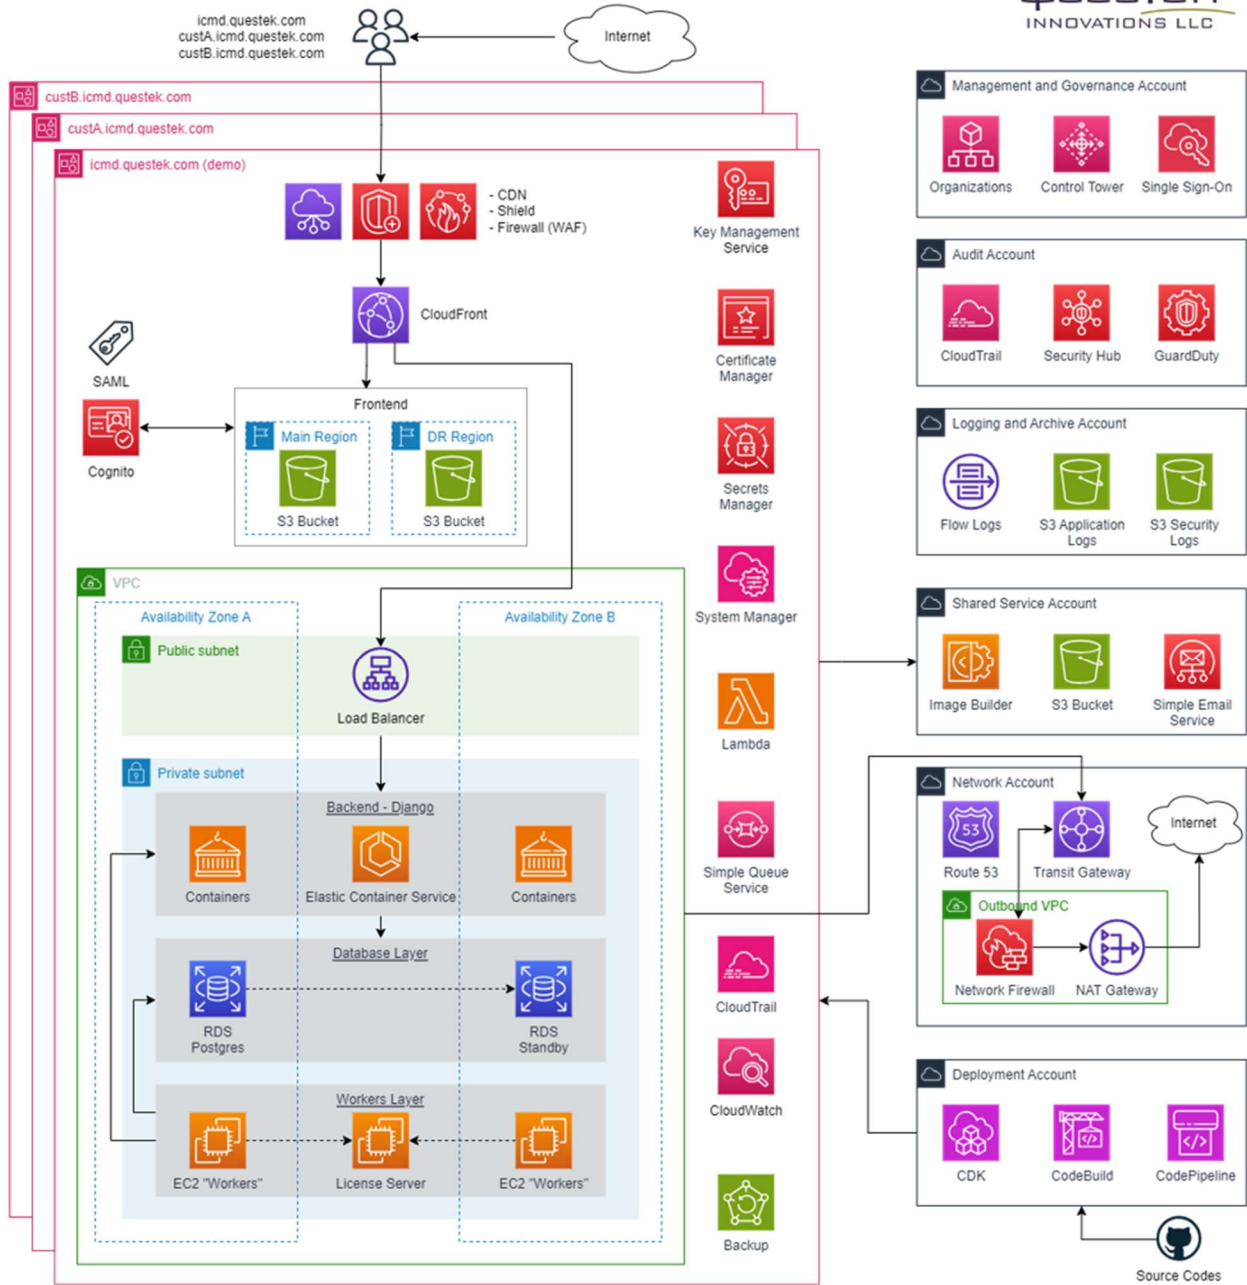 INNOVATIONS LLC
icmd.questek.com
custA.icmd.questek.com
custB.icmd.questek.com
Internet
custB.icmd.questek.com
custA.icmd.questek.com
icmd.questek.com (demo)
- CDN
- Shield
- Firewall (WAF)
CloudFront
SAML
Cognito
Frontend
Main Region
DR Region
S3 Bucket
S3 Bucket
VPC
Availability Zone A
Availability Zone B
Public subnet
Load Balancer
Private subnet
Backend - Django
Containers
Elastic Container Service
Containers
Database Layer
RDS
Postgres
RDS
Standby
Workers Layer
EC2 "Workers"
License Server
EC2 "Workers"
Key Management
Service
Certificate
Manager
Secrets
Manager
System Manager
Lambda
Simple Queue
Service
CloudTrail
CloudWatch
Backup
Management and Governance Account
Organizations
Control Tower
Single Sign-On
Audit Account
CloudTrail
Security Hub
GuardDuty
Logging and Archive Account
Flow Logs
S3 Application
Logs
S3 Security
Logs
Shared Service Account
Image Builder
S3 Bucket
Simple Email
Service
Network Account
53
Route 53
Transit Gateway
Internet
Outbound VPC
Network Firewall
NAT Gateway
Deployment Account
CDK
CodeBuild
CodePipeline
Source Codes